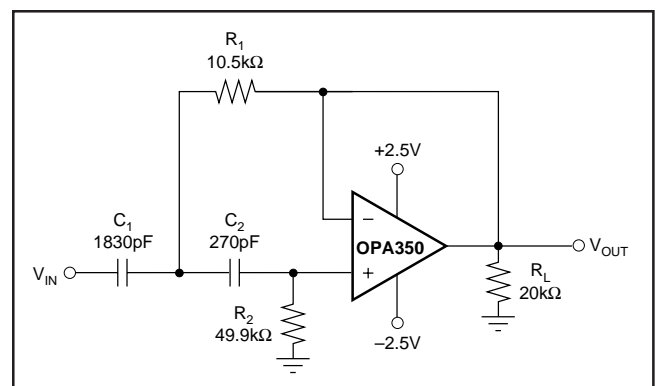 R1
10.5kΩ
+2.5V
C1
1830pF
C2
270pF
−
OPA350
+
VIN
VOUT
R2
49.9kΩ
RL
20kΩ
–2.5V